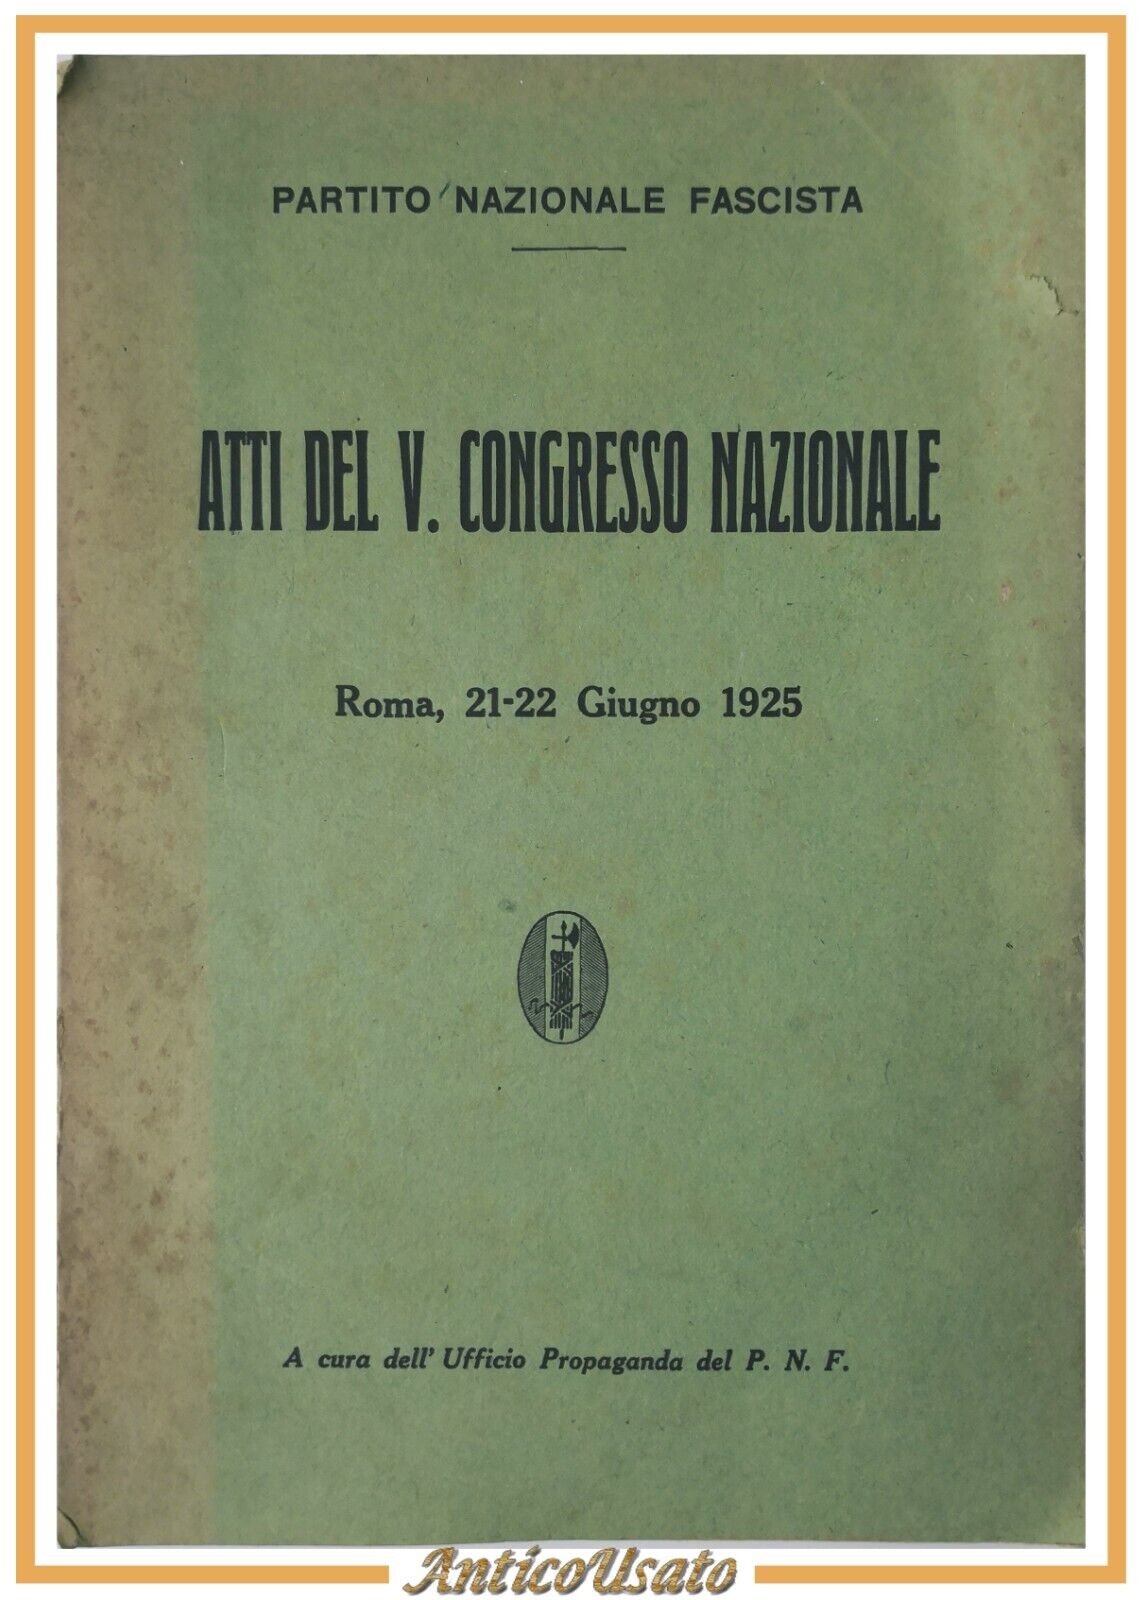 PARTITO NAZIONALE FASCISTA
ATTI DEL V. CONGRESSO NAZIONALE
Roma, 21-22 Giugno 1925
A cura dell' Ufficio Propaganda del P. N. F.
AnticoUsato